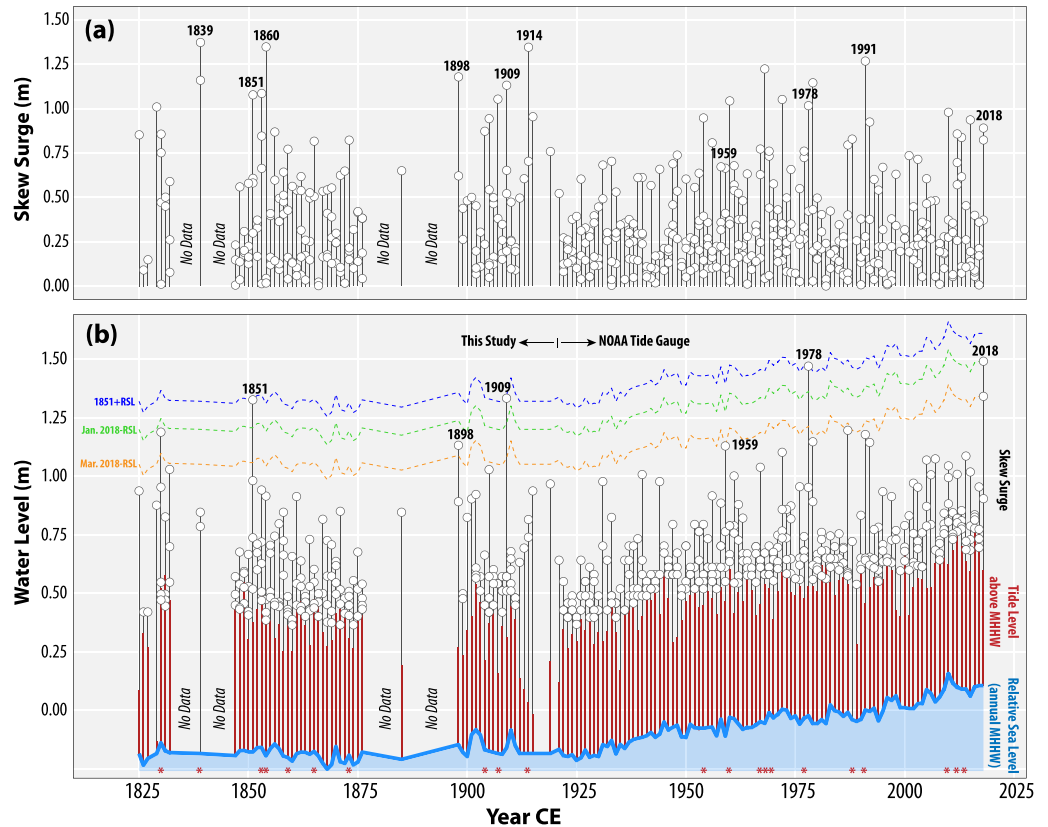 (a)
Skew Surge (m)
1.50
1.25
1.00
0.75
0.50
0.25
0.00
1839
1851
1860
1898
1909
1914
1959
1978
1991
2018
No Data
No Data
No Data
No Data
(b)
Water Level (m)
1.50
1.25
1.00
0.75
0.50
0.25
0.00
This Study
NOAA Tide Gauge
1851+RSL
Jan. 2018-RSL
Mar. 2018-RSL
1851
1898
1909
1959
1978
2018
Skew Surge
Tide Level
above MHHW
Relative Sea Level
(annual MHHW)
No Data
No Data
No Data
No Data
* * * * * * * * * * * * * * * * * * * * *
1825
1850
1875
1900
1925
1950
1975
2000
2025
Year CE